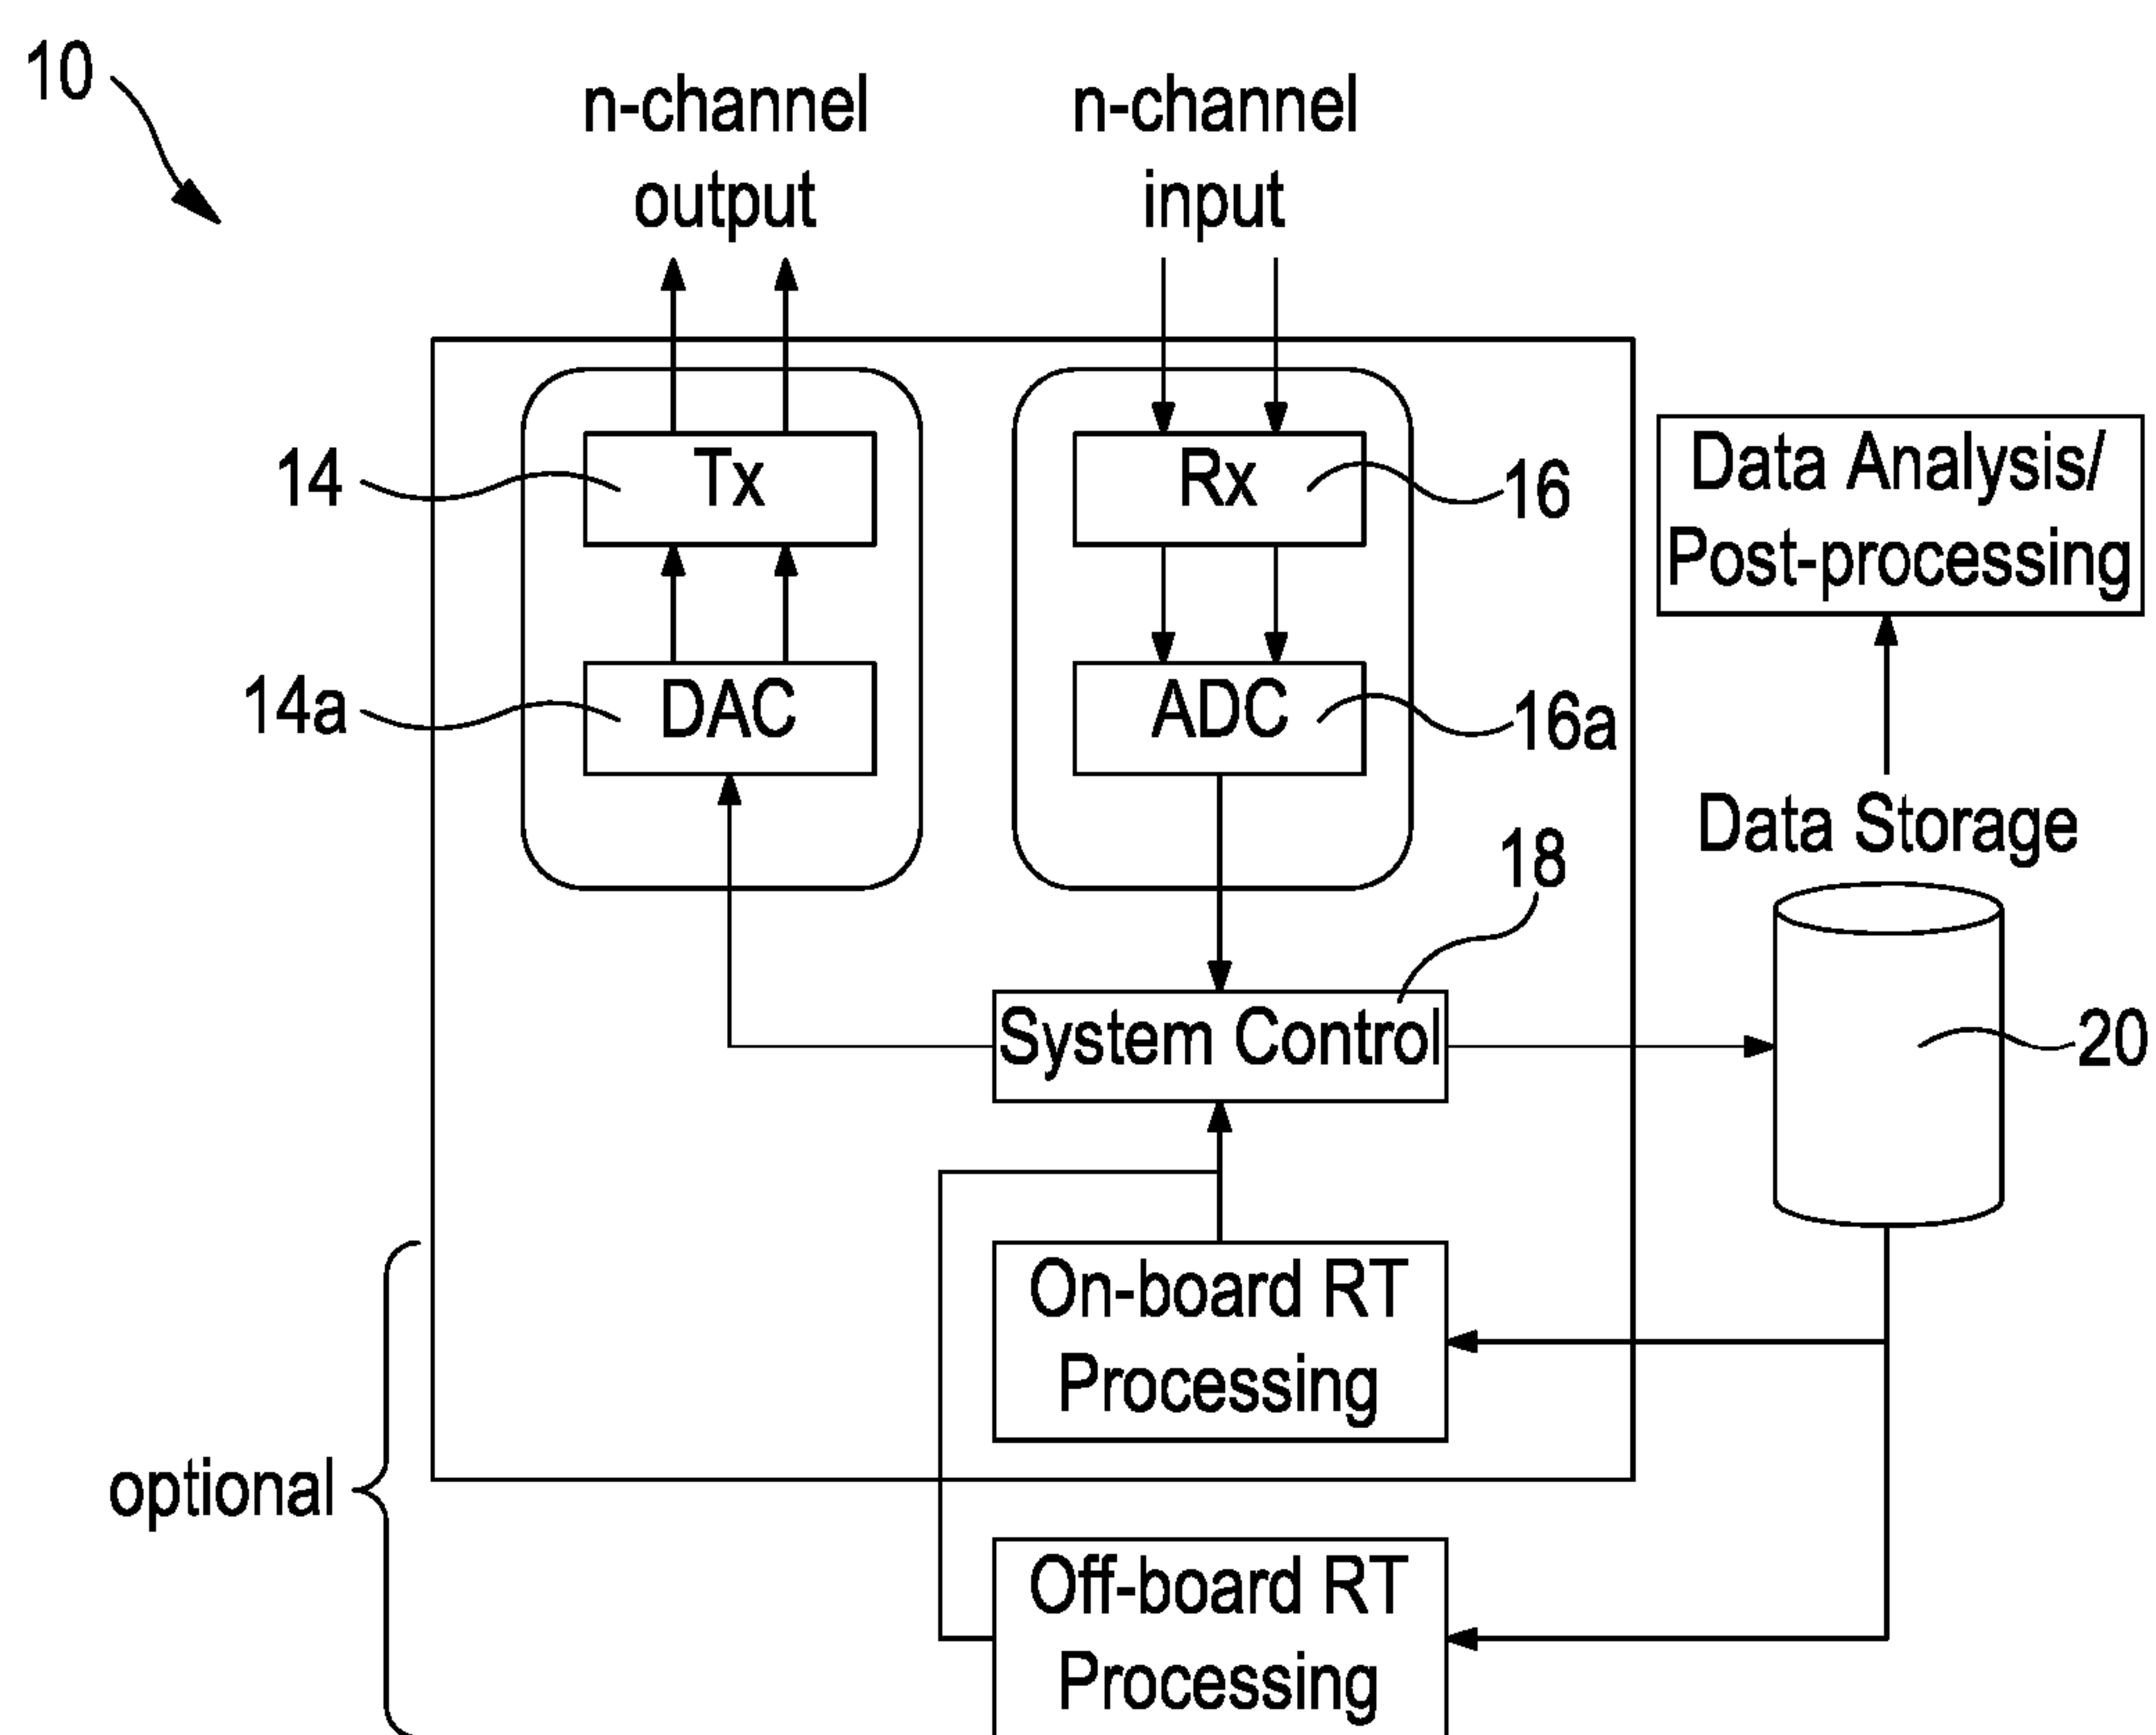 10
n-channel
output
n-channel
input
14
Tx
Rx
16
Data Analysis/
Post-processing
14a
DAC
ADC
16a
Data Storage
18
System Control
20
On-board RT
Processing
optional
Off-board RT
Processing